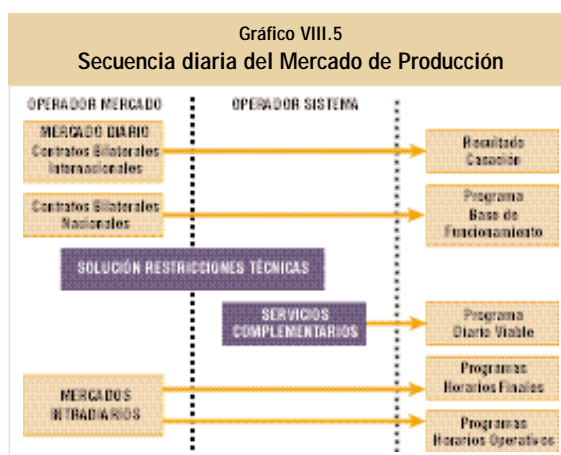 Gráfico VIII.5
Secuencia diaria del Mercado de Producción
OPERADOR MERCADO
OPERADOR SISTEMA
MERCADO DIARIO
Contratos Bilaterales
Internacionales
Resultado
Casación
Contratos Bilaterales
Nacionales
Programa
Base de
Funcionamiento
SOLUCIÓN RESTRICCIONES TÉCNICAS
SERVICIOS
COMPLEMENTARIOS
Programa
Diario Viable
MERCADOS
INTRADIARIOS
Programas
Horarios Finales
Programas
Horarios Operativos